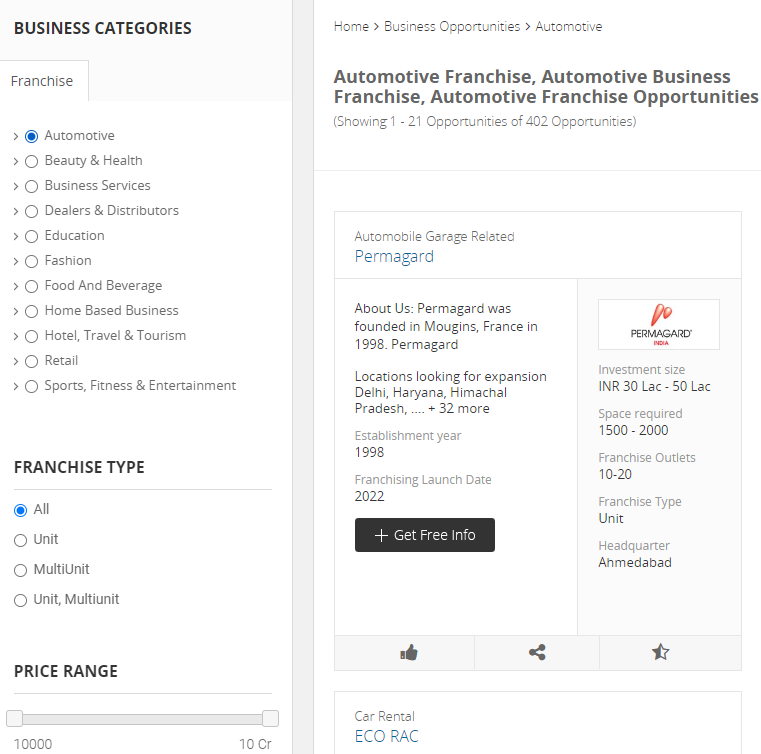 BUSINESS CATEGORIES
Franchise
Automotive
Beauty & Health
Business Services
Dealers & Distributors
Education
Fashion
Food And Beverage
Home Based Business
Hotel, Travel & Tourism
Retail
Sports, Fitness & Entertainment
FRANCHISE TYPE
All
Unit
MultiUnit
Unit, Multiunit
PRICE RANGE
10000 10 Cr
Home > Business Opportunities > Automotive
Automotive Franchise, Automotive Business
Franchise, Automotive Franchise Opportunities
(Showing 1 - 21 Opportunities of 402 Opportunities)
Automobile Garage Related
Permagard
About Us: Permagard was
founded in Mougins, France in
1998. Permagard
Locations looking for expansion
Delhi, Haryana, Himachal
Pradesh, .... + 32 more
Establishment year
1998
Franchising Launch Date
2022
Get Free Info
PERMAGARD
INDIA
Investment size
INR 30 Lac - 50 Lac
Space required
1500 - 2000
Franchise Outlets
10-20
Franchise Type
Unit
Headquarter
Ahmedabad
Car Rental
ECO RAC